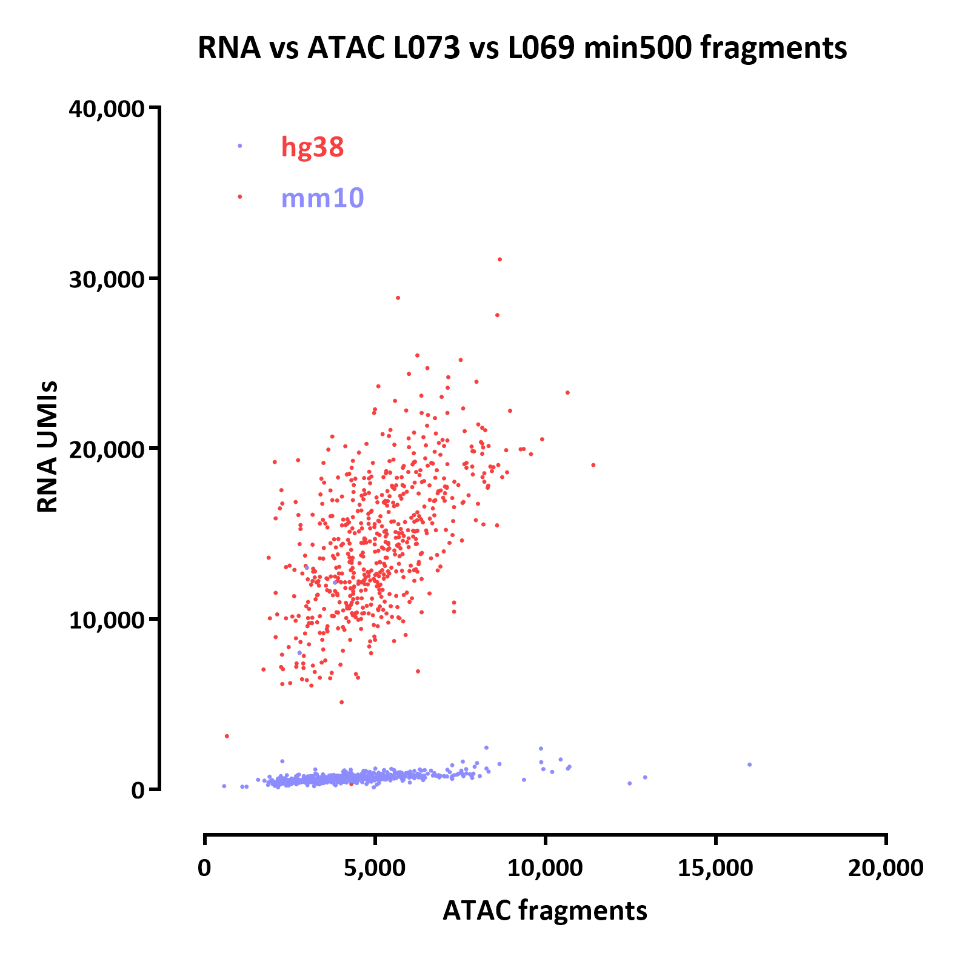 RNA vs ATAC L073 vs L069 min500 fragments
40,000
hg38
mm10
30,000
20,000
10,000
0
RNA UMIs
0 5,000 10,000 15,000 20,000
ATAC fragments